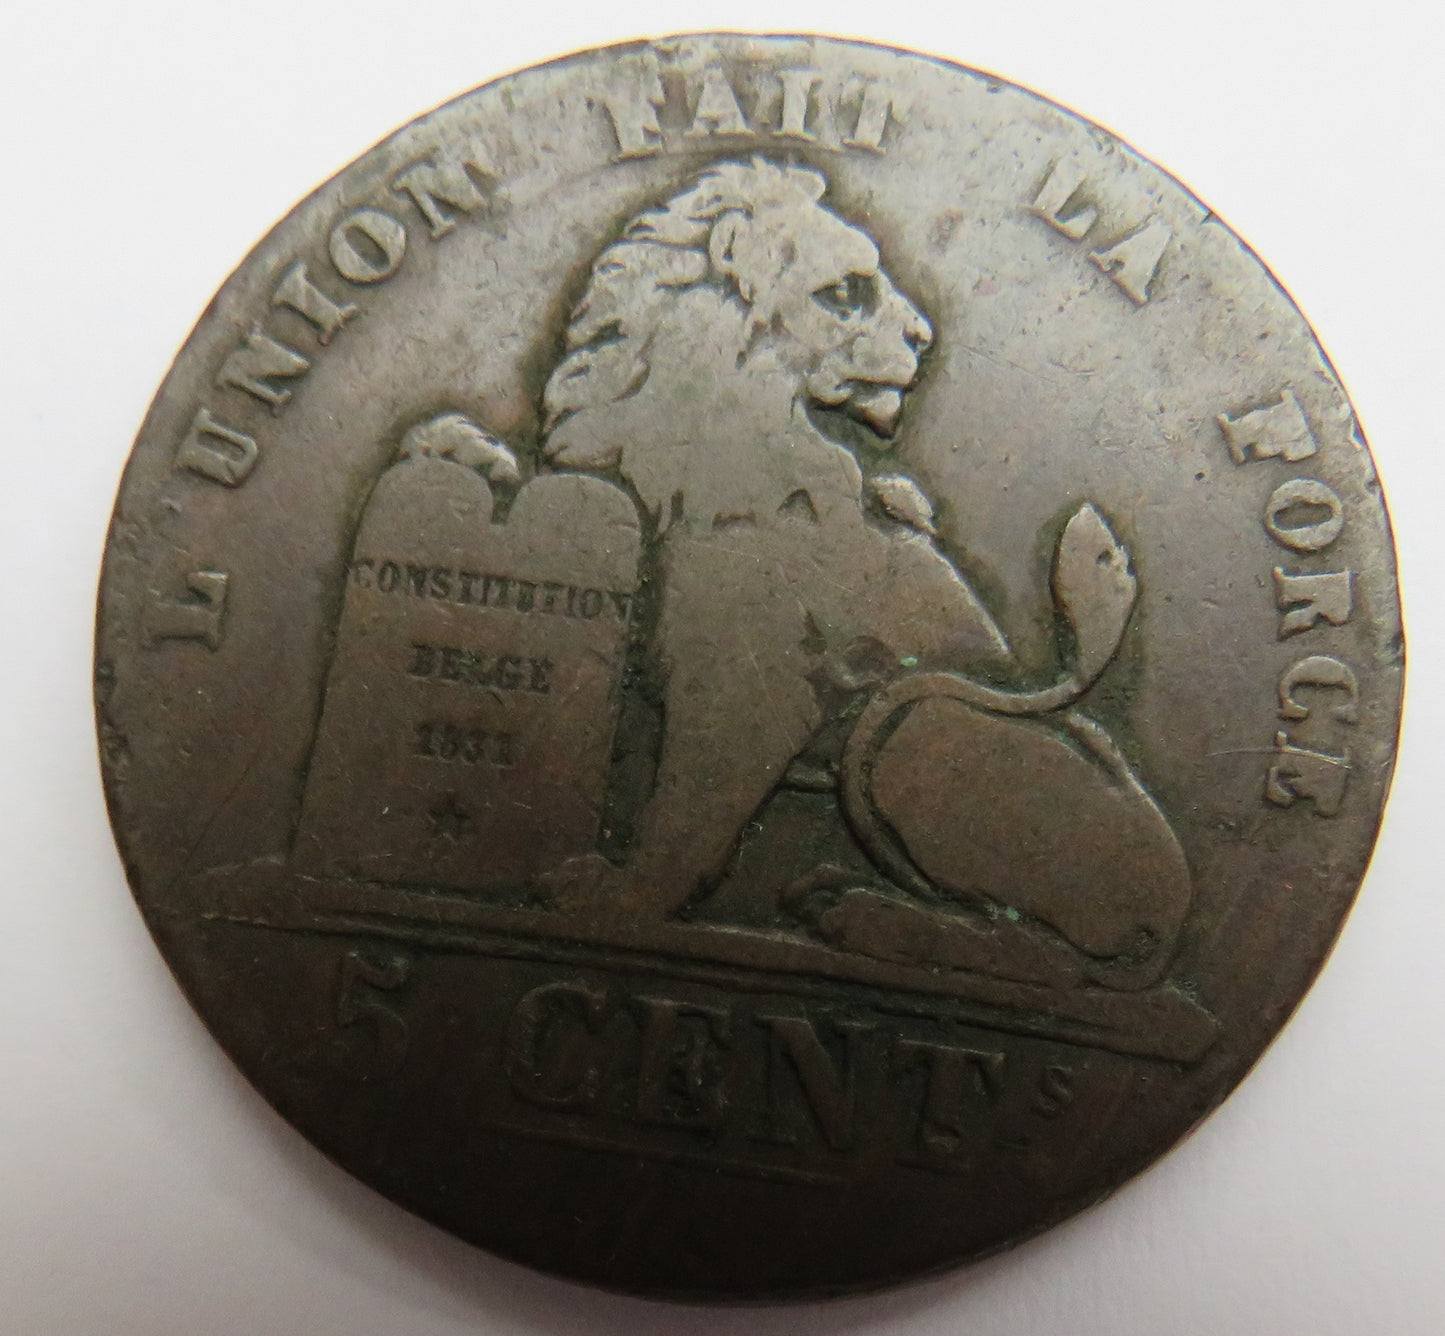 L'UNION FAIT LA FORCE
CONSTITUTION
BELGE
1831
5 CENTS